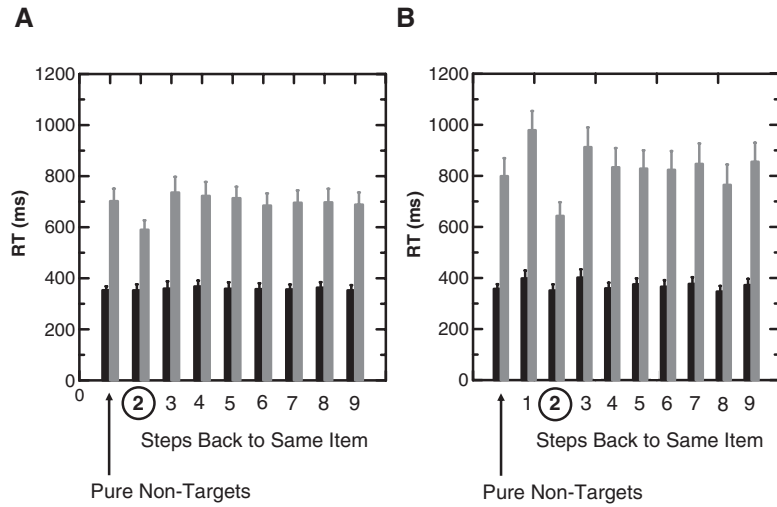 A
1200
1000
800
600
400
200
0
RT (ms)
0
2 3 4 5 6 7 8 9
Steps Back to Same Item
Pure Non-Targets
B
1200
1000
800
600
400
200
0
RT (ms)
1 2 3 4 5 6 7 8 9
Steps Back to Same Item
Pure Non-Targets